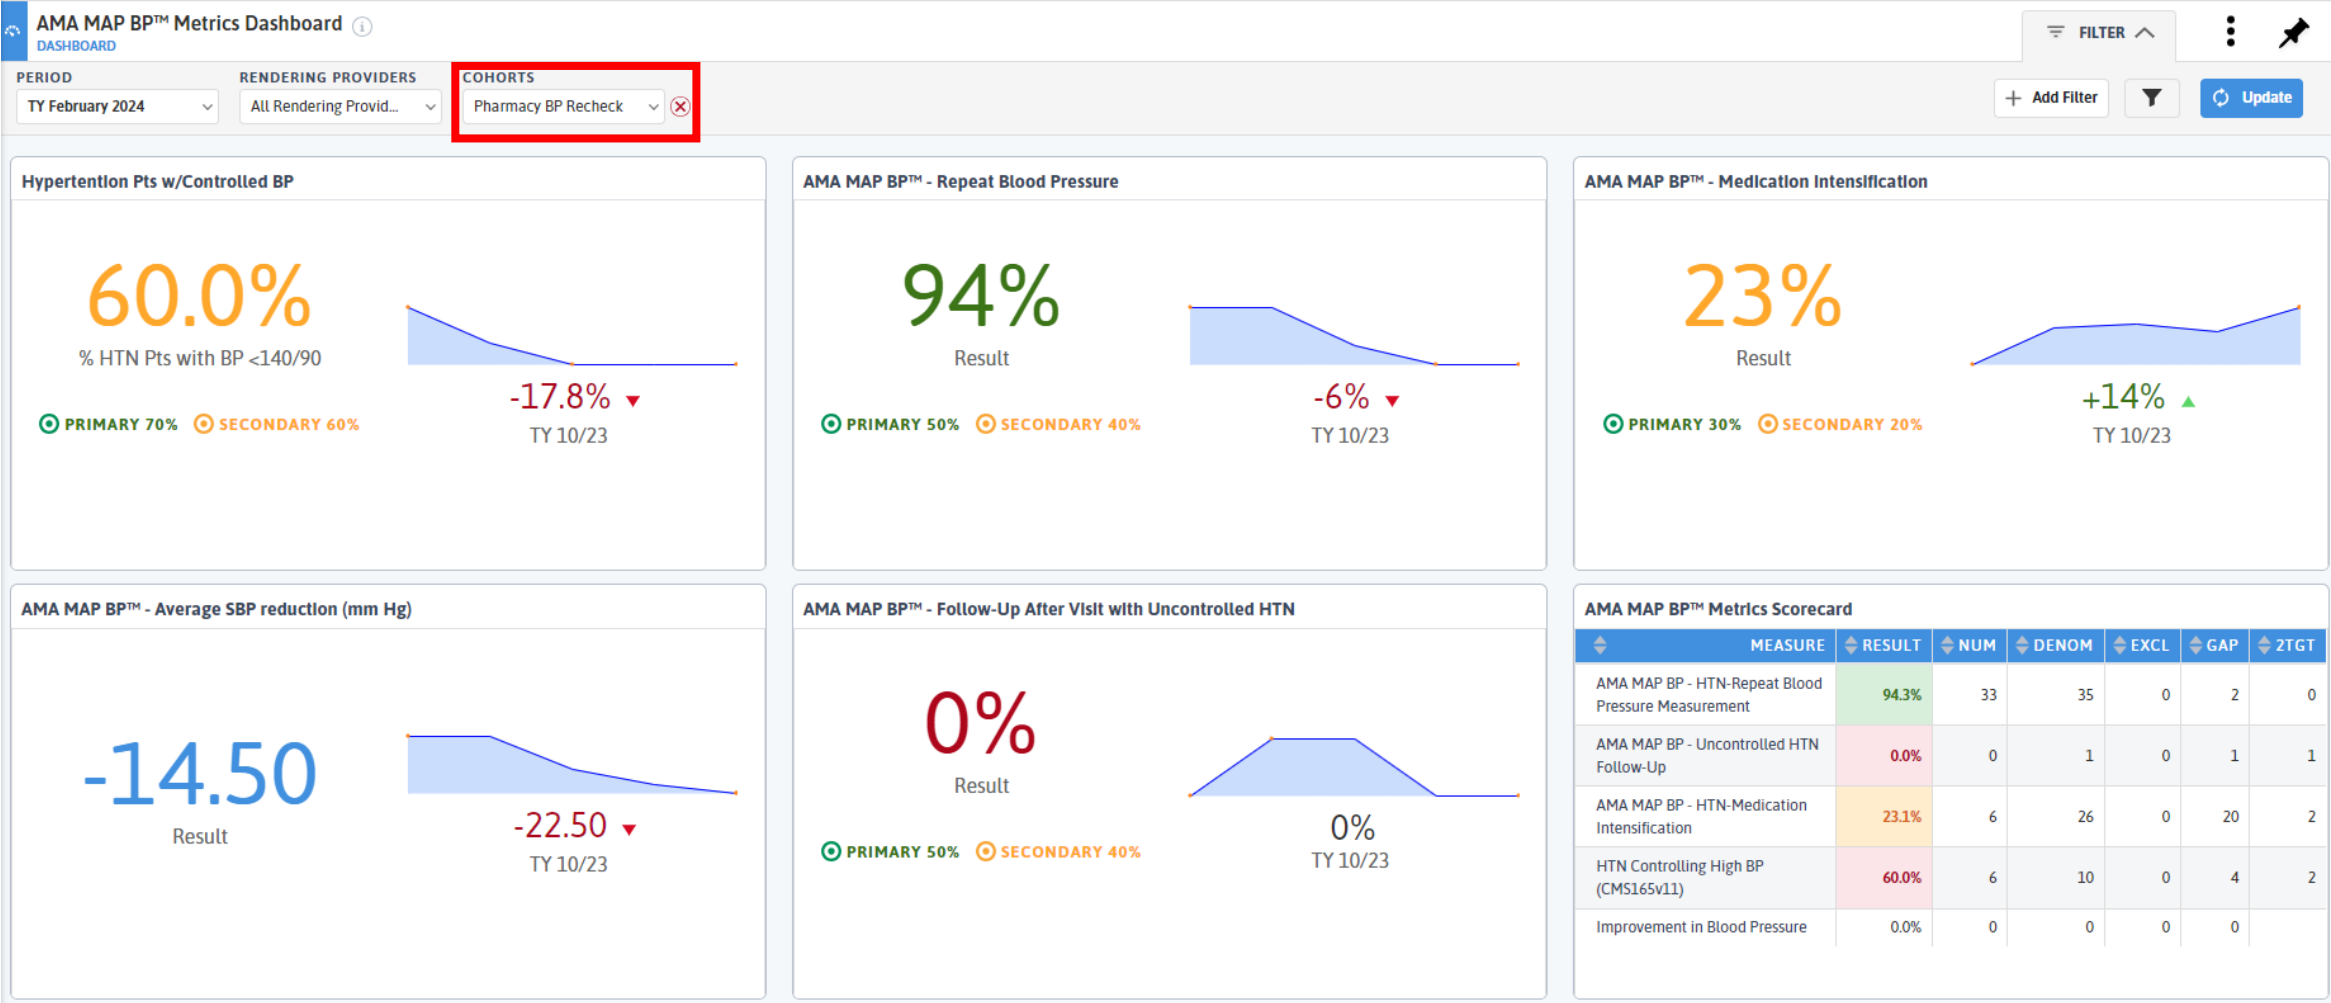 AMA MAP BP™ Metrics Dashboard
DASHBOARD
FILTER
PERIOD
RENDERING PROVIDERS
COHORTS
TY February 2024
All Rendering Provid...
Pharmacy BP Recheck
Add Filter
Update
Hypertention Pts w/Controlled BP
60.0%
% HTN Pts with BP <140/90
PRIMARY 70%
SECONDARY 60%
-17.8%
TY 10/23
AMA MAP BP™ - Repeat Blood Pressure
94%
Result
PRIMARY 50%
SECONDARY 40%
-6%
TY 10/23
AMA MAP BP™ - Medication Intensification
23%
Result
PRIMARY 30%
SECONDARY 20%
+14%
TY 10/23
AMA MAP BP™ - Average SBP reduction (mm Hg)
-14.50
Result
-22.50
TY 10/23
AMA MAP BP™ - Follow-Up After Visit with Uncontrolled HTN
0%
Result
PRIMARY 50%
SECONDARY 40%
0%
TY 10/23
AMA MAP BP™ Metrics Scorecard
MEASURE RESULT NUM DENOM EXCL GAP 2TGT
AMA MAP BP - HTN-Repeat Blood
Pressure Measurement
94.3% 33 35 0 2 0
AMA MAP BP - Uncontrolled HTN
Follow-Up
0.0% 0 1 0 1 1
AMA MAP BP - HTN-Medication
Intensification
23.1% 6 26 0 20 2
HTN Controlling High BP
(CMS165v11)
60.0% 6 10 0 4 2
Improvement in Blood Pressure 0.0% 0 0 0 0